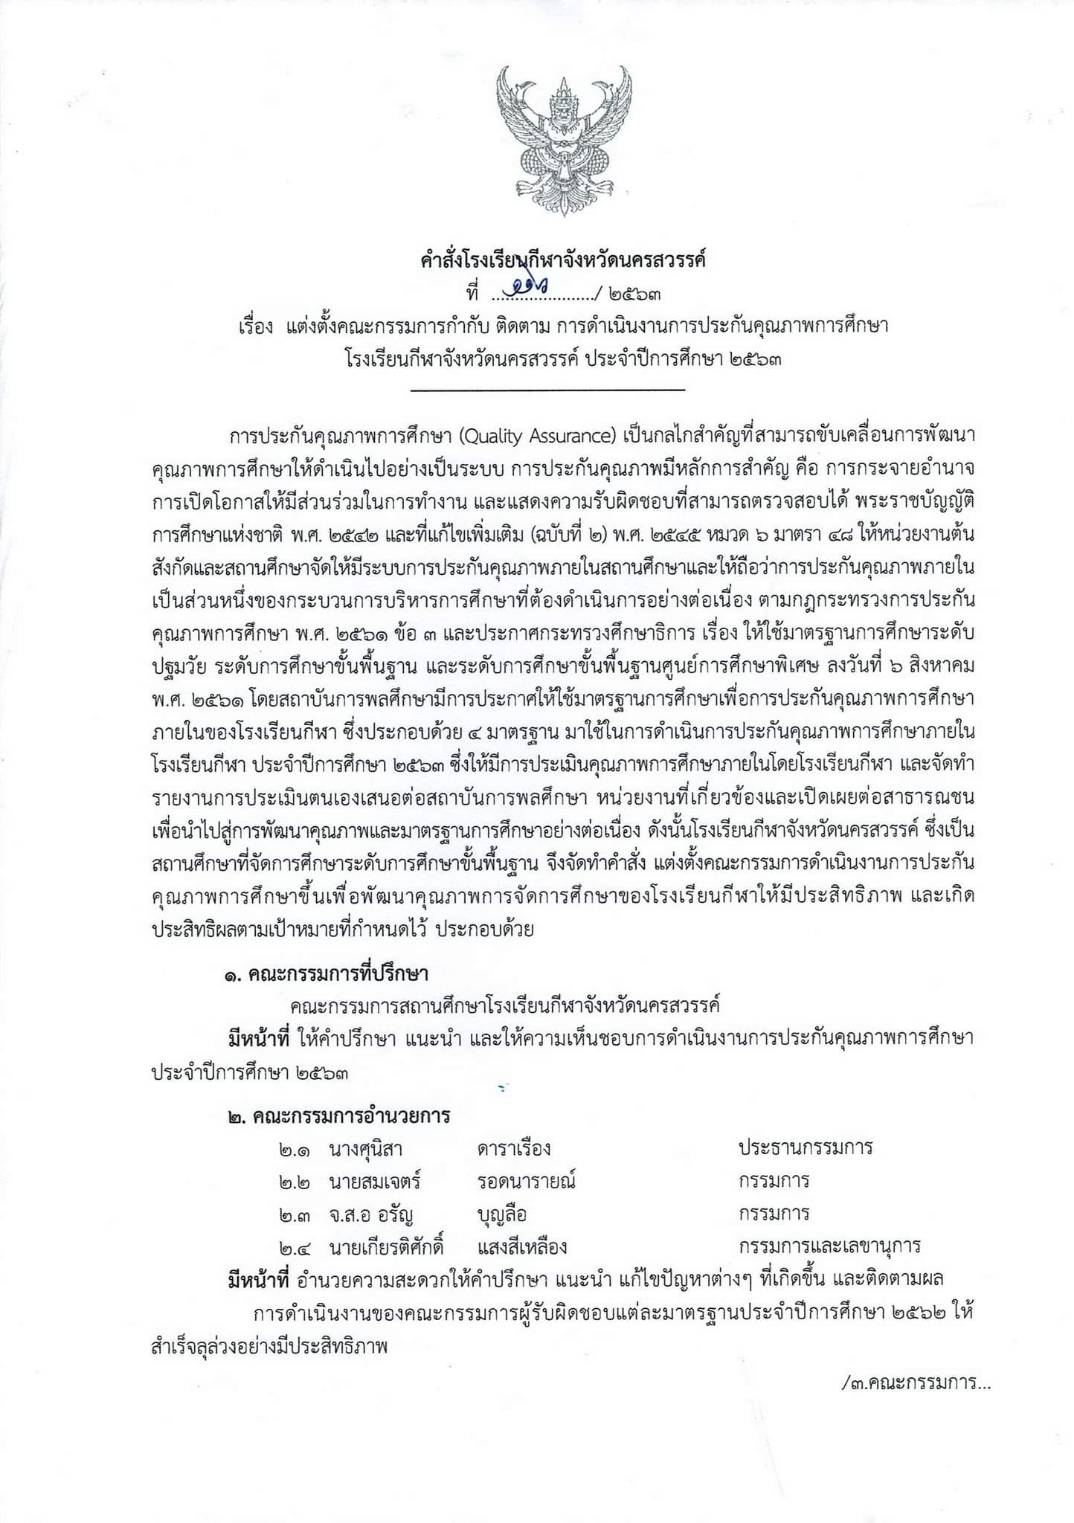 คำสั่งโรงเรียนกีฬาจังหวัดนครสวรรค์
ที่ ....................../ ๒๕๖๓
เรื่อง แต่งตั้งคณะกรรมการกำกับ ติดตาม การดำเนินงานการประกันคุณภาพการศึกษา
โรงเรียนกีฬาจังหวัดนครสวรรค์ ประจำปีการศึกษา ๒๕๖๓
การประกันคุณภาพการศึกษา (Quality Assurance) เป็นกลไกสำคัญที่สามารถขับเคลื่อนการพัฒนา
คุณภาพการศึกษาให้ดำเนินไปอย่างเป็นระบบ การประกันคุณภาพมีหลักการสำคัญ คือ การกระจายอำนาจ
การเปิดโอกาสให้มีส่วนร่วมในการทำงาน และแสดงความรับผิดชอบที่สามารถตรวจสอบได้ พระราชบัญญัติ
การศึกษาแห่งชาติ พ.ศ. ๒๕๔๒ และที่แก้ไขเพิ่มเติม (ฉบับที่ ๒) พ.ศ. ๒๕๔๕ หมวด ๖ มาตรา ๔๘ ให้หน่วยงานต้น
สังกัดและสถานศึกษาจัดให้มีระบบการประกันคุณภาพภายในสถานศึกษาและให้ถือว่าการประกันคุณภาพภายใน
เป็นส่วนหนึ่งของกระบวนการบริหารการศึกษาที่ต้องดำเนินการอย่างต่อเนื่อง ตามกฎกระทรวงการประกัน
คุณภาพการศึกษา พ.ศ. ๒๕๖๑ ข้อ ๓ และประกาศกระทรวงศึกษาธิการ เรื่อง ให้ใช้มาตรฐานการศึกษาระดับ
ปฐมวัย ระดับการศึกษาขั้นพื้นฐาน และระดับการศึกษาขั้นพื้นฐานศูนย์การศึกษาพิเศษ ลงวันที่ ๖ สิงหาคม
พ.ศ. ๒๕๖๑ โดยสถาบันการพลศึกษามีการประกาศให้ใช้มาตรฐานการศึกษาเพื่อการประกันคุณภาพการศึกษา
ภายในของโรงเรียนกีฬา ซึ่งประกอบด้วย ๔ มาตรฐาน มาใช้ในการดำเนินการประกันคุณภาพการศึกษาภายใน
โรงเรียนกีฬา ประจำปีการศึกษา ๒๕๖๓ ซึ่งให้มีการประเมินคุณภาพการศึกษาภายในโดยโรงเรียนกีฬา และจัดทำ
รายงานการประเมินตนเองเสนอต่อสถาบันการพลศึกษา หน่วยงานที่เกี่ยวข้องและเปิดเผยต่อสาธารณชน
เพื่อนำไปสู่การพัฒนาคุณภาพและมาตรฐานการศึกษาอย่างต่อเนื่อง ดังนั้นโรงเรียนกีฬาจังหวัดนครสวรรค์ ซึ่งเป็น
สถานศึกษาที่จัดการศึกษาระดับการศึกษาขั้นพื้นฐาน จึงจัดทำคำสั่ง แต่งตั้งคณะกรรมการดำเนินงานการประกัน
คุณภาพการศึกษาขึ้นเพื่อพัฒนาคุณภาพการจัดการศึกษาของโรงเรียนกีฬาให้มีประสิทธิภาพ และเกิด
ประสิทธิผลตามเป้าหมายที่กำหนดไว้ ประกอบด้วย
๑. คณะกรรมการที่ปรึกษา
คณะกรรมการสถานศึกษาโรงเรียนกีฬาจังหวัดนครสวรรค์
มีหน้าที่ ให้คำปรึกษา แนะนำ และให้ความเห็นชอบการดำเนินงานการประกันคุณภาพการศึกษา
ประจำปีการศึกษา ๒๕๖๓
๒. คณะกรรมการอำนวยการ
๒.๑ นางศุนิสา ดาราเรือง ประธานกรรมการ
๒.๒ นายสมเจตร์ รอดนารายณ์ กรรมการ
๒.๓ จ.ส.อ อรัญ บุญลือ กรรมการ
๒.๔ นายเกียรติศักดิ์ แสงสีเหลือง กรรมการและเลขานุการ
มีหน้าที่ อำนวยความสะดวกให้คำปรึกษา แนะนำ แก้ไขปัญหาต่างๆ ที่เกิดขึ้น และติดตามผล
การดำเนินงานของคณะกรรมการผู้รับผิดชอบแต่ละมาตรฐานประจำปีการศึกษา ๒๕๖๒ ให้
สำเร็จลุล่วงอย่างมีประสิทธิภาพ
/๓.คณะกรรมการ...